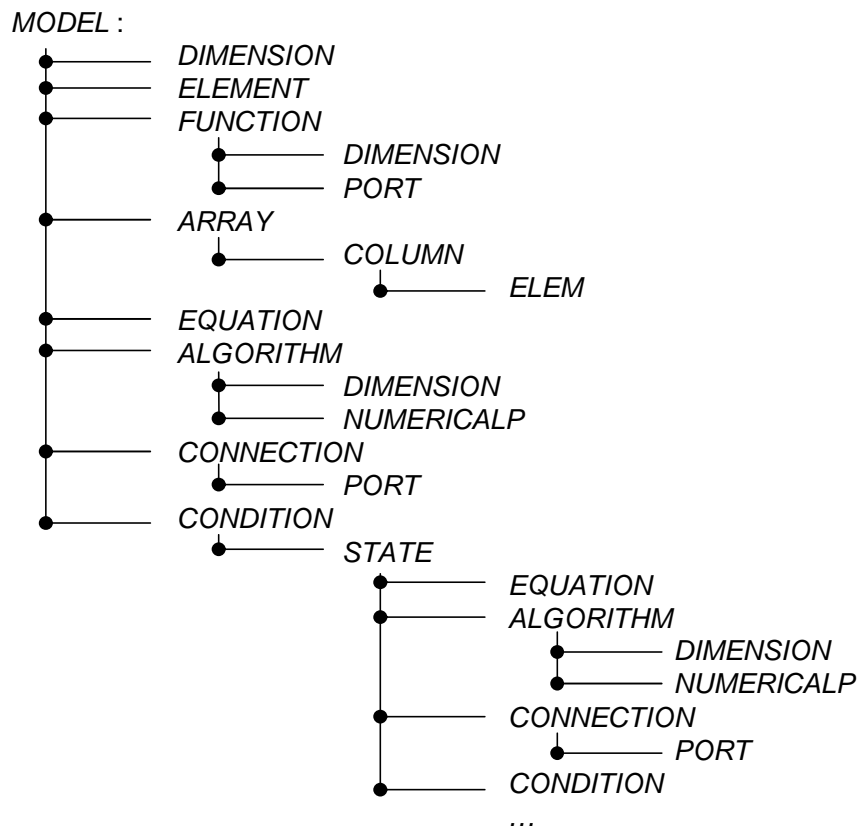 MODEL :
DIMENSION
ELEMENT
FUNCTION
DIMENSION
PORT
ARRAY
COLUMN
ELEM
EQUATION
ALGORITHM
DIMENSION
NUMERICALP
CONNECTION
PORT
CONDITION
STATE
EQUATION
ALGORITHM
DIMENSION
NUMERICALP
CONNECTION
PORT
CONDITION
...